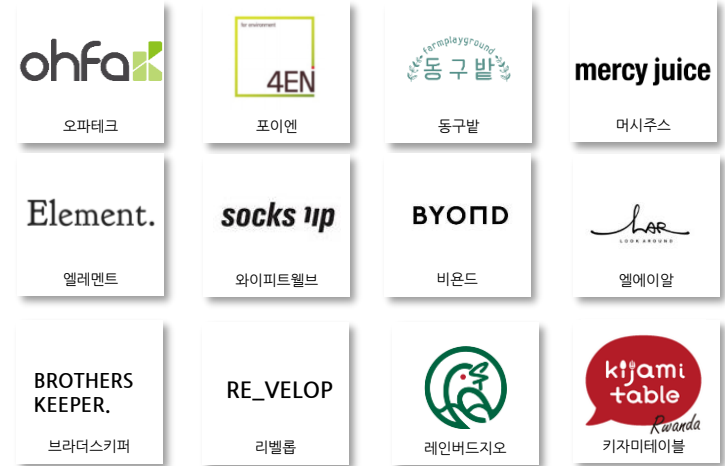 ohfa
오파테크
for environment
4EN
포이엔
farmplayground
동구밭
동구밭
mercy juice
머시주스
Element.
엘레멘트
socks up
와이피트웰브
BYOND
비욘드
LAR
LOOK AROUND
엘에이알
BROTHERS
KEEPER.
브라더스키퍼
RE_VELOP
리벨롭
레인버드지오
kijami
table
Rwanda
키자미테이블